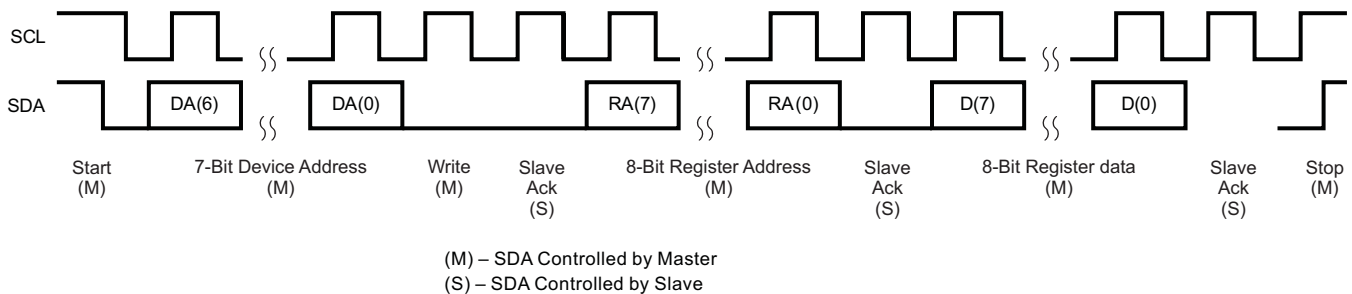 SCL
SDA
DA(6)
DA(0)
RA(7)
RA(0)
D(7)
D(0)
Start
(M)
7-Bit Device Address
(M)
Write
(M)
Slave
Ack
(S)
8-Bit Register Address
(M)
Slave
Ack
(S)
8-Bit Register data
(M)
Slave
Ack
(S)
Stop
(M)
(M) – SDA Controlled by Master
(S) – SDA Controlled by Slave